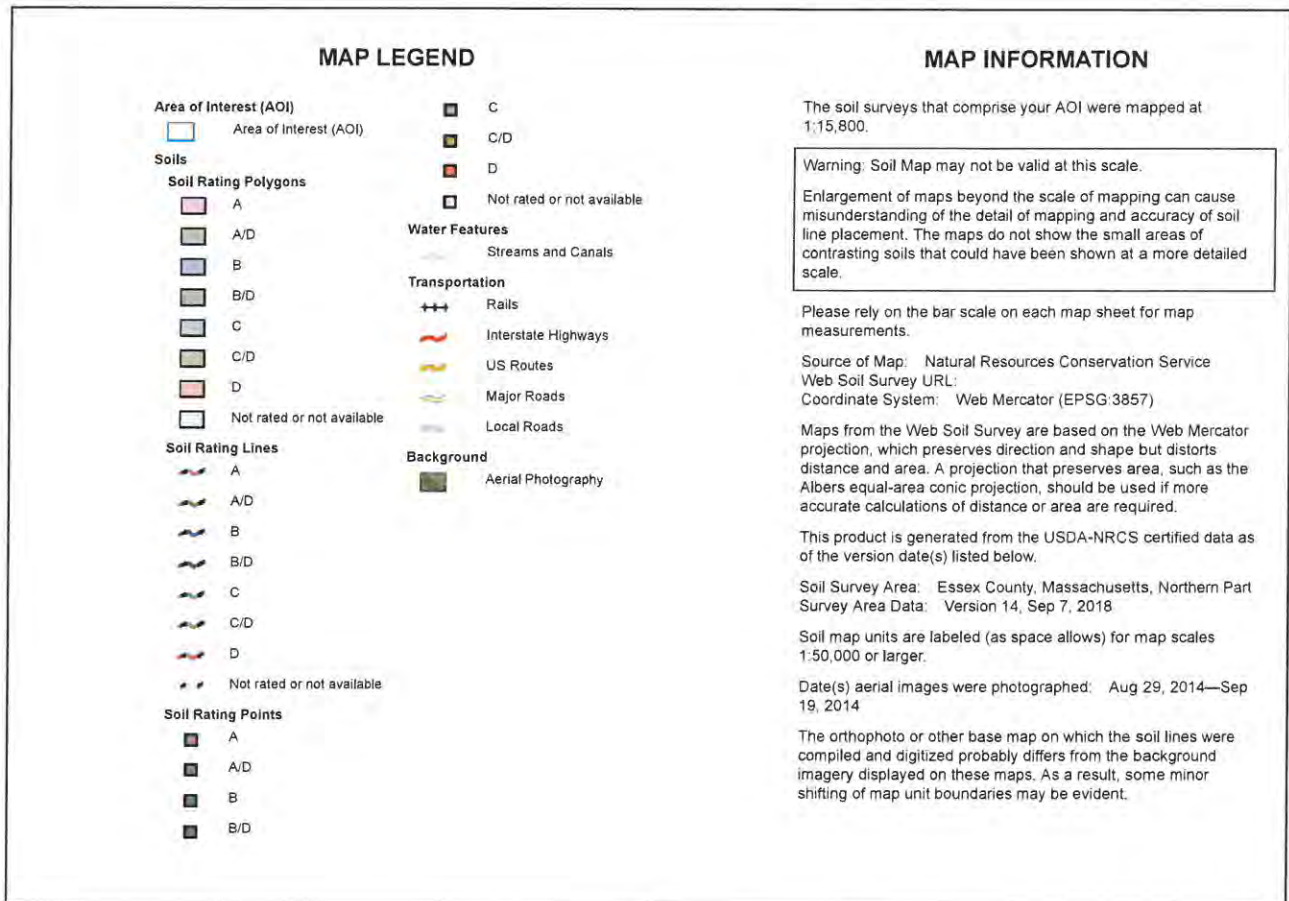 MAP LEGEND
Area of Interest (AOI)
Area of Interest (AOI)
Soils
Soil Rating Polygons
A
A/D
B
B/D
C
C/D
D
Not rated or not available
Soil Rating Lines
A
A/D
B
B/D
C
C/D
D
Not rated or not available
Soil Rating Points
A
A/D
B
B/D
C
C/D
D
Not rated or not available
Water Features
Streams and Canals
Transportation
Rails
Interstate Highways
US Routes
Major Roads
Local Roads
Background
Aerial Photography
MAP INFORMATION
The soil surveys that comprise your AOI were mapped at
1:15,800.
Warning: Soil Map may not be valid at this scale.
Enlargement of maps beyond the scale of mapping can cause
misunderstanding of the detail of mapping and accuracy of soil
line placement. The maps do not show the small areas of
contrasting soils that could have been shown at a more detailed
scale.
Please rely on the bar scale on each map sheet for map
measurements.
Source of Map: Natural Resources Conservation Service
Web Soil Survey URL:
Coordinate System: Web Mercator (EPSG:3857)
Maps from the Web Soil Survey are based on the Web Mercator
projection, which preserves direction and shape but distorts
distance and area. A projection that preserves area, such as the
Albers equal-area conic projection, should be used if more
accurate calculations of distance or area are required.
This product is generated from the USDA-NRCS certified data as
of the version date(s) listed below.
Soil Survey Area: Essex County, Massachusetts, Northern Part
Survey Area Data: Version 14, Sep 7, 2018
Soil map units are labeled (as space allows) for map scales
1:50,000 or larger.
Date(s) aerial images were photographed: Aug 29, 2014—Sep
19, 2014
The orthophoto or other base map on which the soil lines were
compiled and digitized probably differs from the background
imagery displayed on these maps. As a result, some minor
shifting of map unit boundaries may be evident.